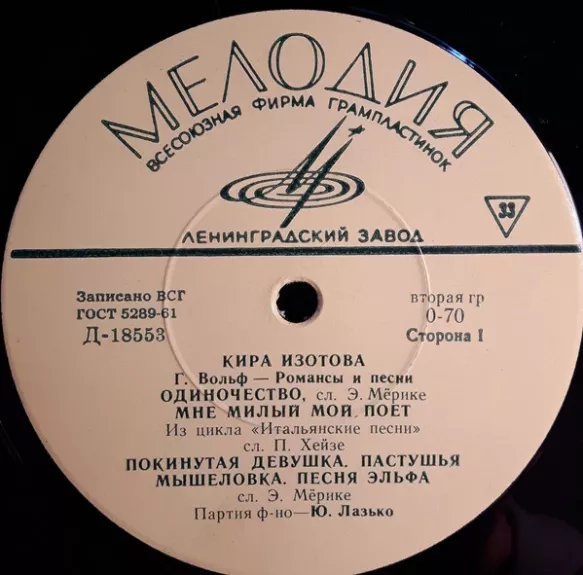 МЕЛОДИЯ
ВСЕСОЮЗНАЯ ФИРМА ГРАМПЛАСТИНОК
33
ЛЕНИНГРАДСКИЙ ЗАВОД
Записано ВСГ
ГОСТ 5289-61
Д-18553
вторая гр
0-70
Сторона 1
КИРА ИЗОТОВА
Г. Вольф — Романсы и песни
ОДИНОЧЕСТВО, сл. Э. Мёрике
МНЕ МИЛЫЙ МОЙ ПОЕТ
Из цикла «Итальянские песни»
сл. П. Хейзе
ПОКИНУТАЯ ДЕВУШКА. ПАСТУШЬЯ
МЫШЕЛОВКА. ПЕСНЯ ЭЛЬФА
сл. Э. Мёрике
Партия ф-но — Ю. Лазько